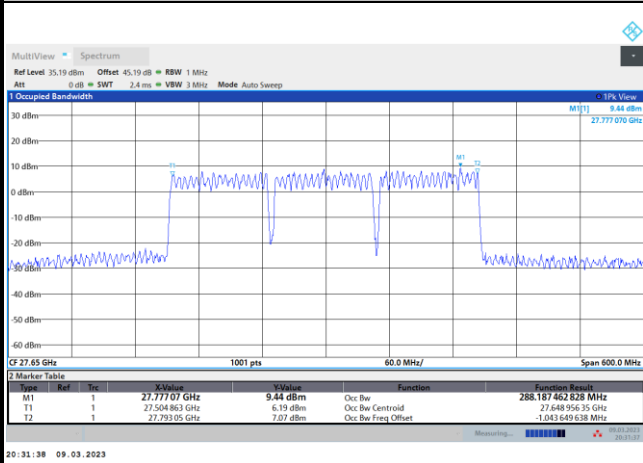 MultiView Spectrum
Ref Level 35.19 dBm Offset 45.19 dB RBW 1 MHz
Att 0 dB SWT 2.4 ms VBW 3 MHz Mode Auto Sweep
1 Occupied Bandwidth 1Pk View
M1[1] 9.44 dBm
27.777 070 GHz
30 dBm
20 dBm
10 dBm
T1 M1 T2
0 dBm
-10 dBm
-20 dBm
-30 dBm
-40 dBm
-50 dBm
-60 dBm
CF 27.65 GHz 1001 pts 60.0 MHz/ Span 600.0 MHz
2 Marker Table
Type Ref Trc X-Value Y-Value Function Function Result
M1 1 27.777 07 GHz 9.44 dBm Occ Bw 288.187 462 828 MHz
T1 1 27.504 863 GHz 6.19 dBm Occ Bw Centroid 27.648 956 35 GHz
T2 1 27.793 05 GHz 7.07 dBm Occ Bw Freq Offset -1.043 649 638 MHz
Measuring... 09.03.2023
20:31:37
20:31:38 09.03.2023